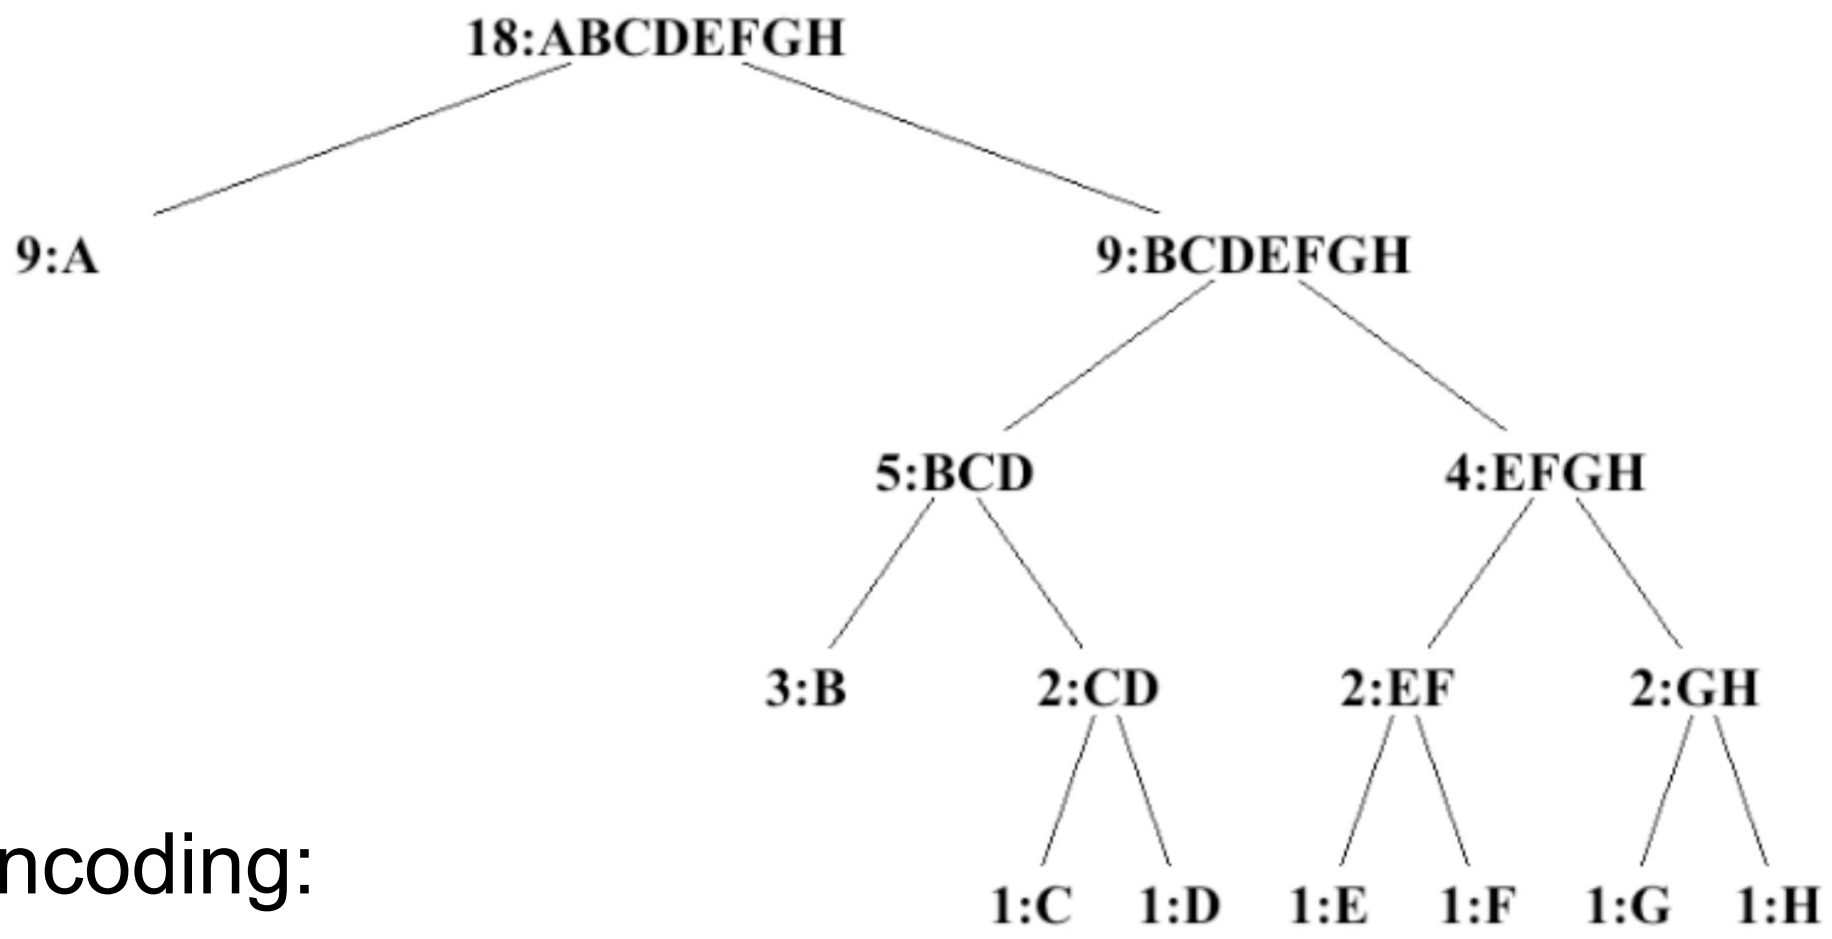 18:ABCDEFGH
9:A 9:BCDEFGH
5:BCD 4:EFGH
3:B 2:CD 2:EF 2:GH
ncoding:
1:C 1:D 1:E 1:F 1:G 1:H